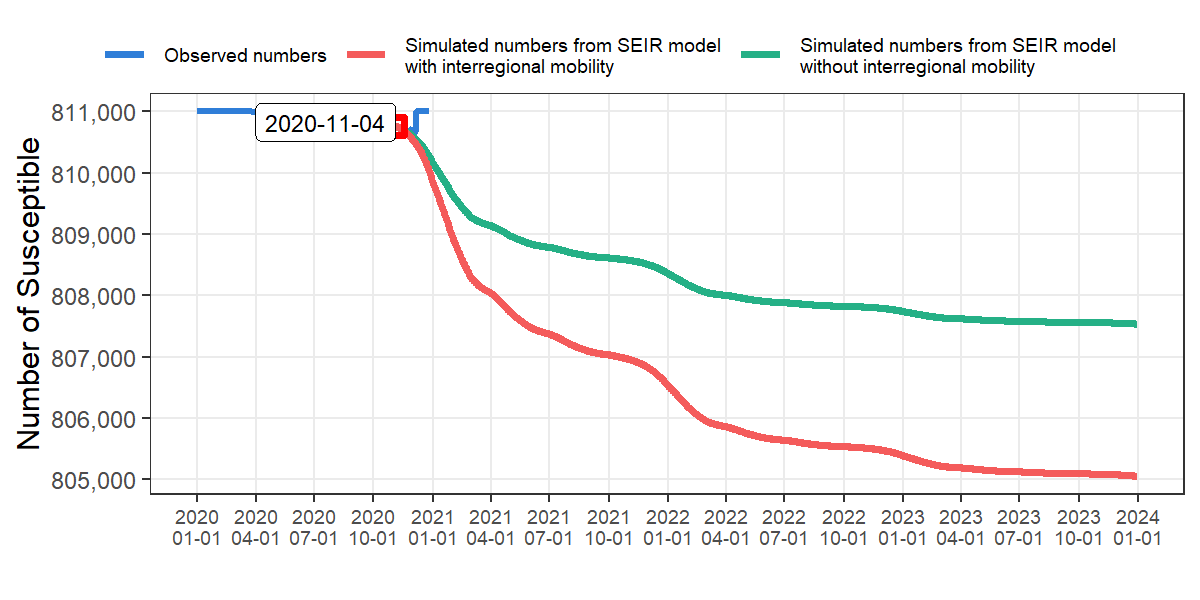 Observed numbers
Simulated numbers from SEIR model
with interregional mobility
Simulated numbers from SEIR model
without interregional mobility
Number of Susceptible
811,000
810,000
809,000
808,000
807,000
806,000
805,000
2020-11-04
2020 2020 2020 2020 2021 2021 2021 2021 2022 2022 2022 2022 2023 2023 2023 2023 2024
01-01 04-01 07-01 10-01 01-01 04-01 07-01 10-01 01-01 04-01 07-01 10-01 01-01 04-01 07-01 10-01 01-01